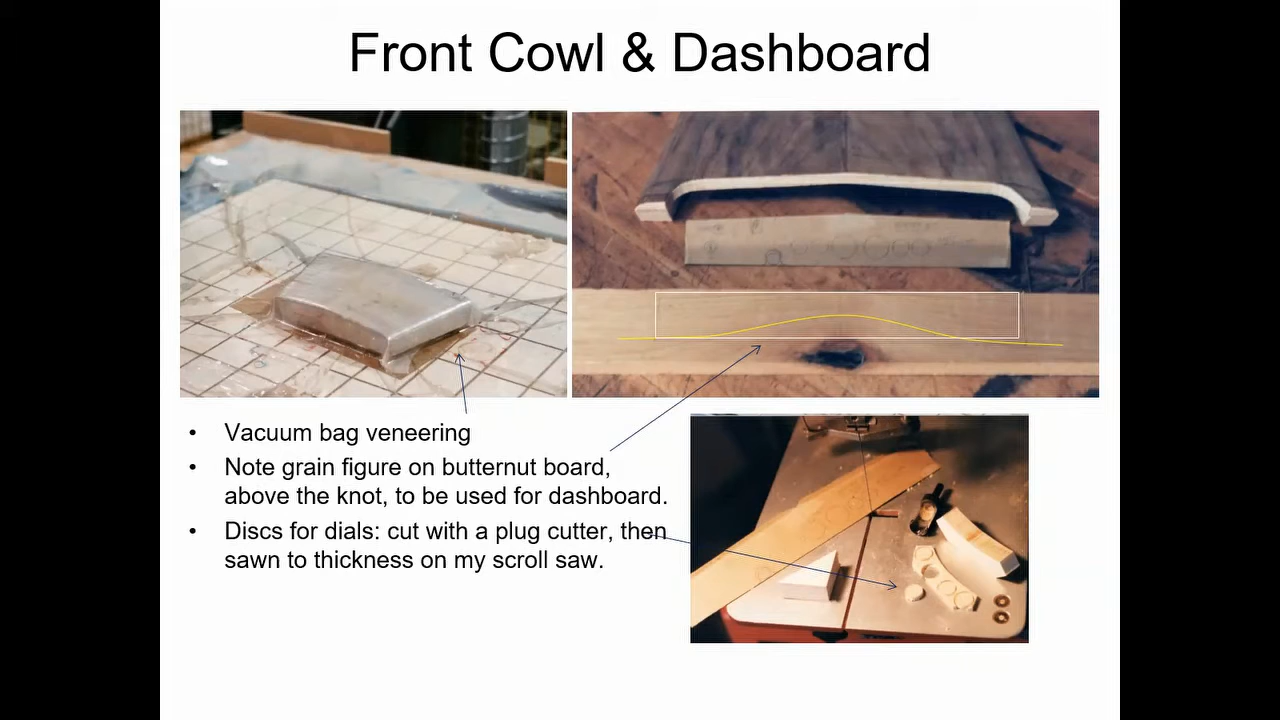 Front Cowl & Dashboard
• Vacuum bag veneering
• Note grain figure on butternut board,
above the knot, to be used for dashboard.
• Discs for dials: cut with a plug cutter, then
sawn to thickness on my scroll saw.